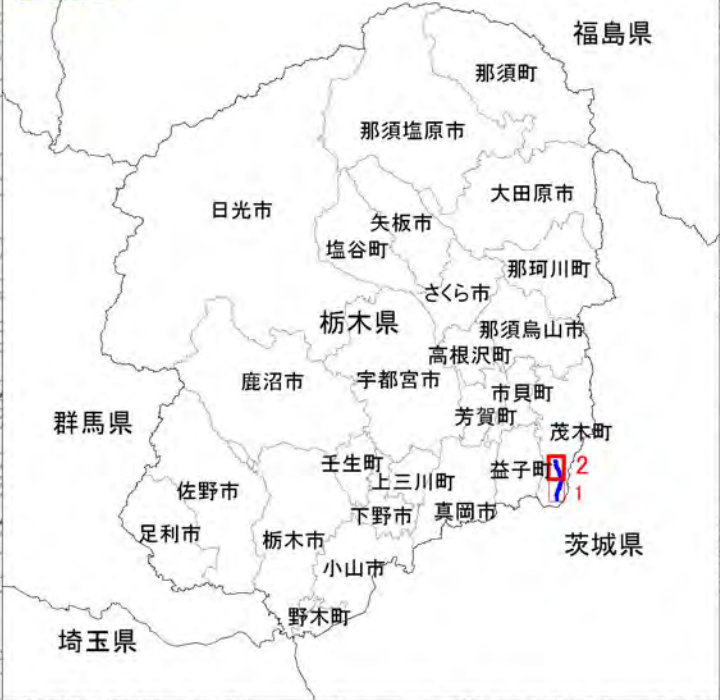 福島県
那須町
那須塩原市
大田原市
日光市
矢板市
塩谷町
那珂川町
さくら市
栃木県
那須烏山市
高根沢町
鹿沼市
宇都宮市
市貝町
芳賀町
群馬県
茂木町
壬生町
益子町
2
上三川町
佐野市
1
下野市
真岡市
足利市
栃木市
茨城県
小山市
野木町
埼玉県